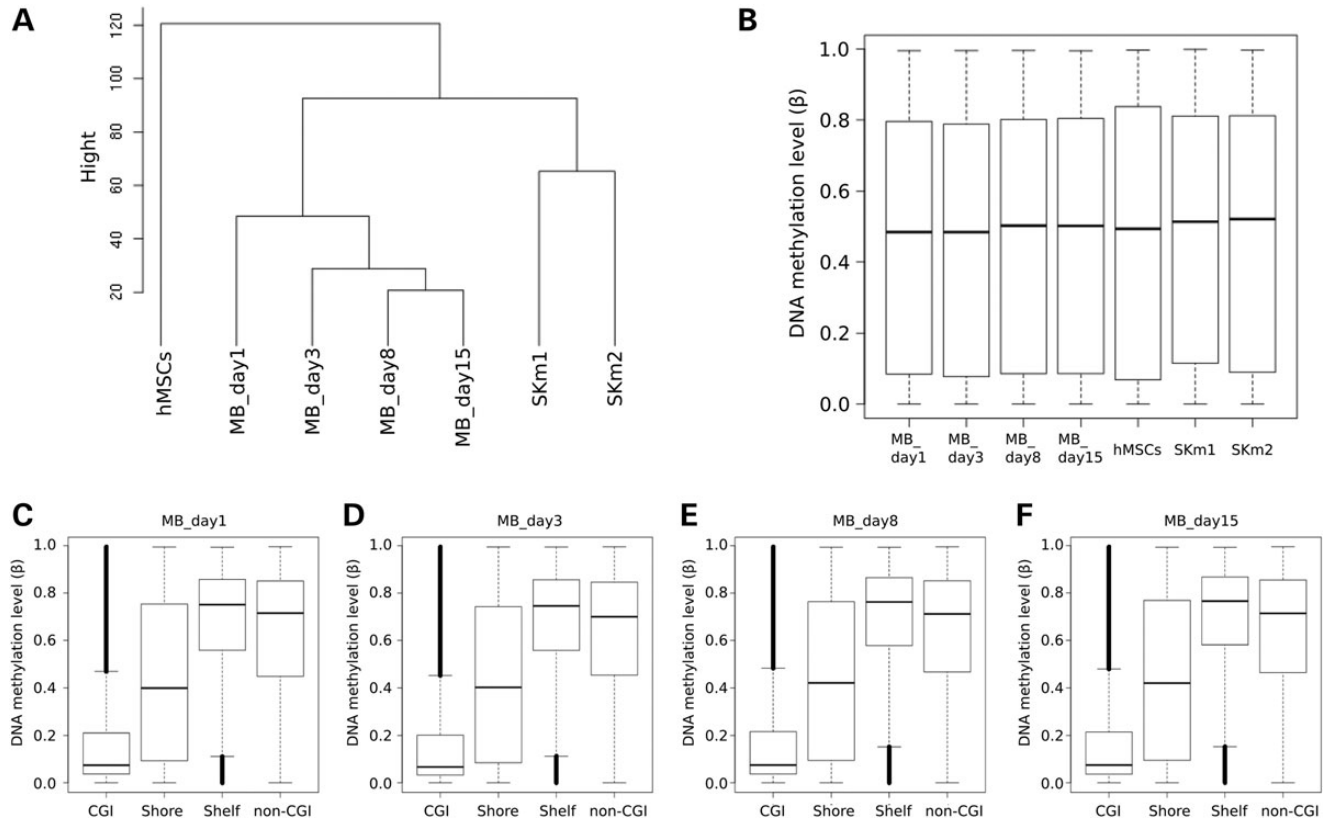 A
Hight
120
100
80
60
40
20
hMSCs
MB_day1
MB_day3
MB_day8
MB_day15
SKm1
SKm2
B
DNA methylation level (β)
1.0
0.8
0.6
0.4
0.2
0.0
MB_
day1
MB_
day3
MB_
day8
MB_
day15
hMSCs
SKm1
SKm2
C
MB_day1
DNA methylation level (β)
1.0
0.8
0.6
0.4
0.2
0.0
CGI Shore Shelf non-CGI
D
MB_day3
DNA methylation level (β)
1.0
0.8
0.6
0.4
0.2
0.0
CGI Shore Shelf non-CGI
E
MB_day8
DNA methylation level (β)
1.0
0.8
0.6
0.4
0.2
0.0
CGI Shore Shelf non-CGI
F
MB_day15
DNA methylation level (β)
1.0
0.8
0.6
0.4
0.2
0.0
CGI Shore Shelf non-CGI